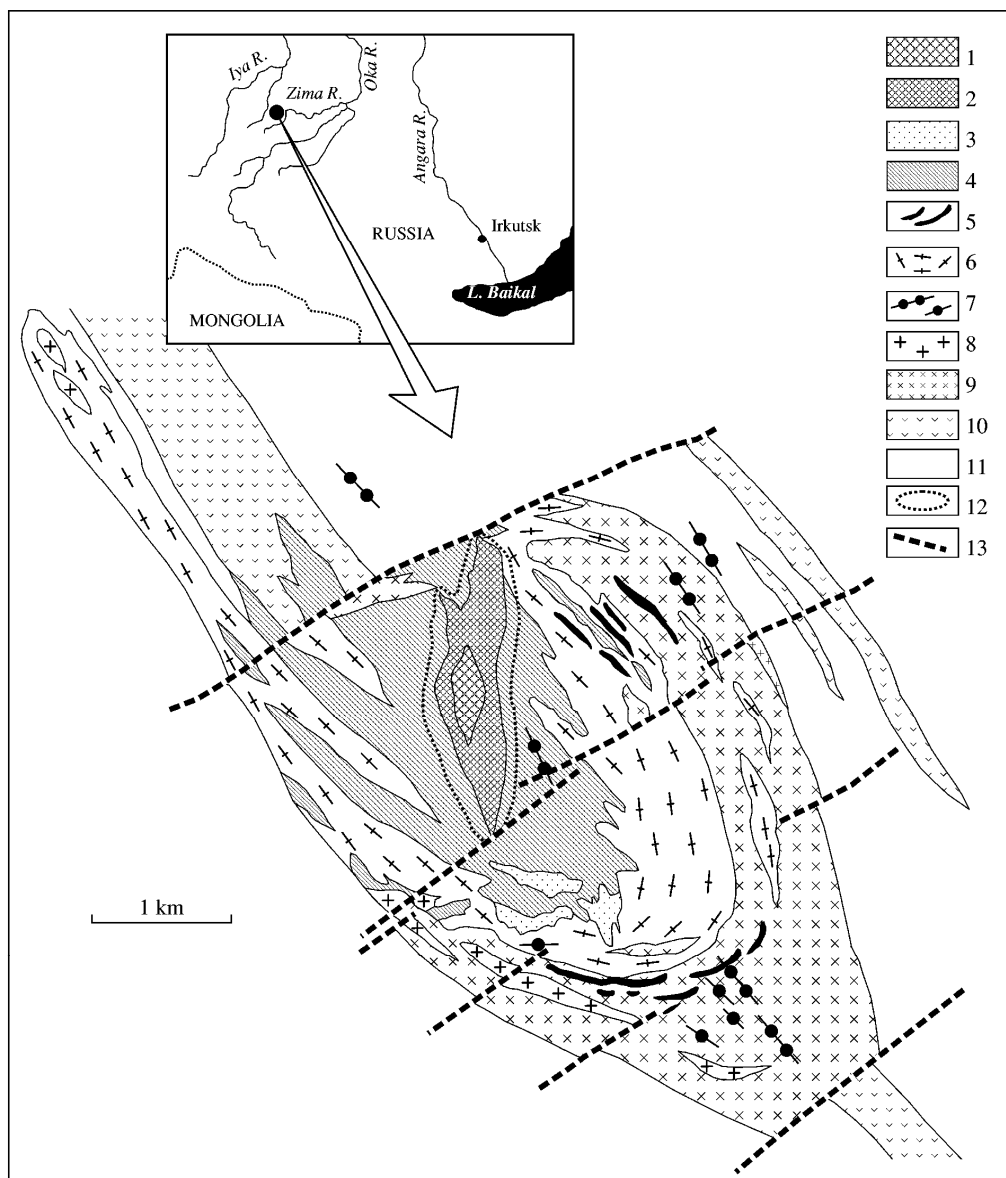 Iya R.
Oka R.
Zima R.
Angara R.
RUSSIA
Irkutsk
L. Baikal
MONGOLIA
1 km
1
2
3
4
5
6
7
8
9
10
11
12
13